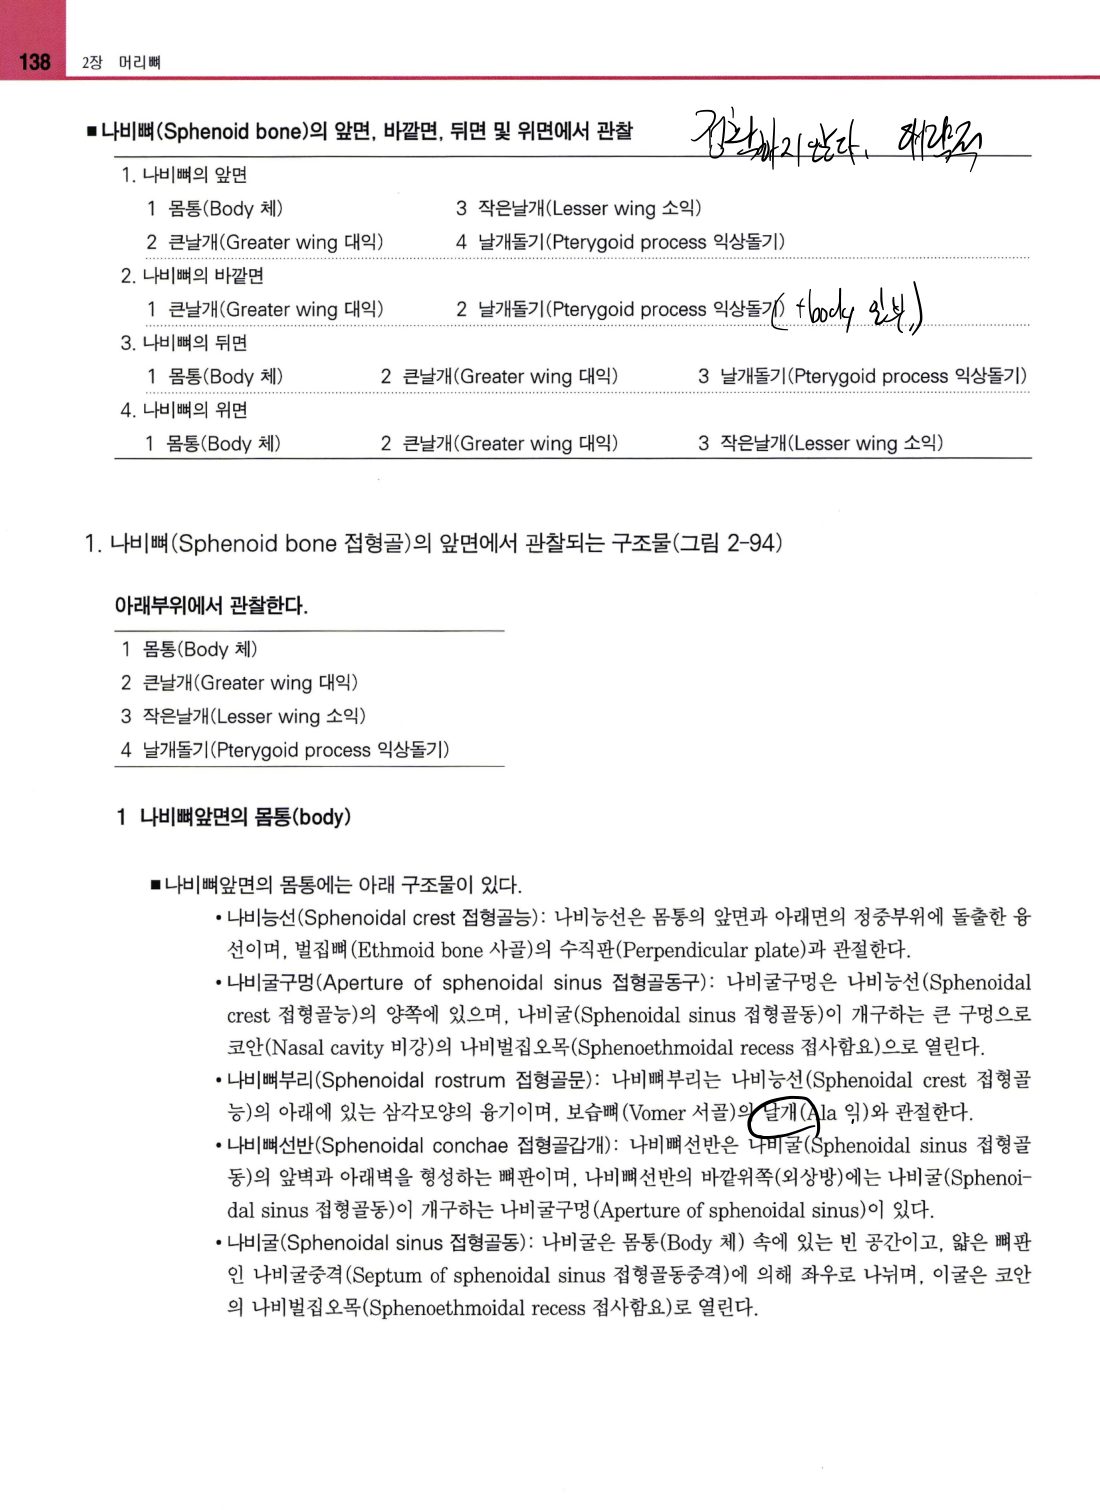 138 2장 머리뼈
■ 나비뼈(Sphenoid bone)의 앞면, 바깥면, 뒤면 및 위면에서 관찰
정확하지 않다. 대략적
1. 나비뼈의 앞면
1 몸통(Body 체) 3 작은날개(Lesser wing 소익)
2 큰날개(Greater wing 대익) 4 날개돌기(Pterygoid process 익상돌기)
2. 나비뼈의 바깥면
1 큰날개(Greater wing 대익) 2 날개돌기(Pterygoid process 익상돌기) (+body 일부)
3. 나비뼈의 뒤면
1 몸통(Body 체) 2 큰날개(Greater wing 대익) 3 날개돌기(Pterygoid process 익상돌기)
4. 나비뼈의 위면
1 몸통(Body 체) 2 큰날개(Greater wing 대익) 3 작은날개(Lesser wing 소익)
1. 나비뼈(Sphenoid bone 접형골)의 앞면에서 관찰되는 구조물(그림 2-94)
아래부위에서 관찰한다.
1 몸통(Body 체)
2 큰날개(Greater wing 대익)
3 작은날개(Lesser wing 소익)
4 날개돌기(Pterygoid process 익상돌기)
1 나비뼈앞면의 몸통(body)
■ 나비뼈앞면의 몸통에는 아래 구조물이 있다.
• 나비능선(Sphenoidal crest 접형골능): 나비능선은 몸통의 앞면과 아래면의 정중부위에 돌출한 융
선이며, 벌집뼈(Ethmoid bone 사골)의 수직판(Perpendicular plate)과 관절한다.
• 나비굴구멍(Aperture of sphenoidal sinus 접형골동구): 나비굴구멍은 나비능선(Sphenoidal
crest 접형골능)의 양쪽에 있으며, 나비굴(Sphenoidal sinus 접형골동)이 개구하는 큰 구멍으로
코안(Nasal cavity 비강)의 나비벌집오목(Sphenoethmoidal recess 접사함요)으로 열린다.
• 나비뼈부리(Sphenoidal rostrum 접형골문): 나비뼈부리는 나비능선(Sphenoidal crest 접형골
능)의 아래에 있는 삼각모양의 융기이며, 보습뼈(Vomer 서골)의 날개(Ala 익)와 관절한다.
• 나비뼈선반(Sphenoidal conchae 접형골갑개): 나비뼈선반은 나비굴(Sphenoidal sinus 접형골
동)의 앞벽과 아래벽을 형성하는 뼈판이며, 나비뼈선반의 바깥위쪽(외상방)에는 나비굴(Sphenoi-
dal sinus 접형골동)이 개구하는 나비굴구멍(Aperture of sphenoidal sinus)이 있다.
• 나비굴(Sphenoidal sinus 접형골동): 나비굴은 몸통(Body 체) 속에 있는 빈 공간이고, 얇은 뼈판
인 나비굴중격(Septum of sphenoidal sinus 접형골동중격)에 의해 좌우로 나뉘며, 이굴은 코안
의 나비벌집오목(Sphenoethmoidal recess 접사함요)로 열린다.